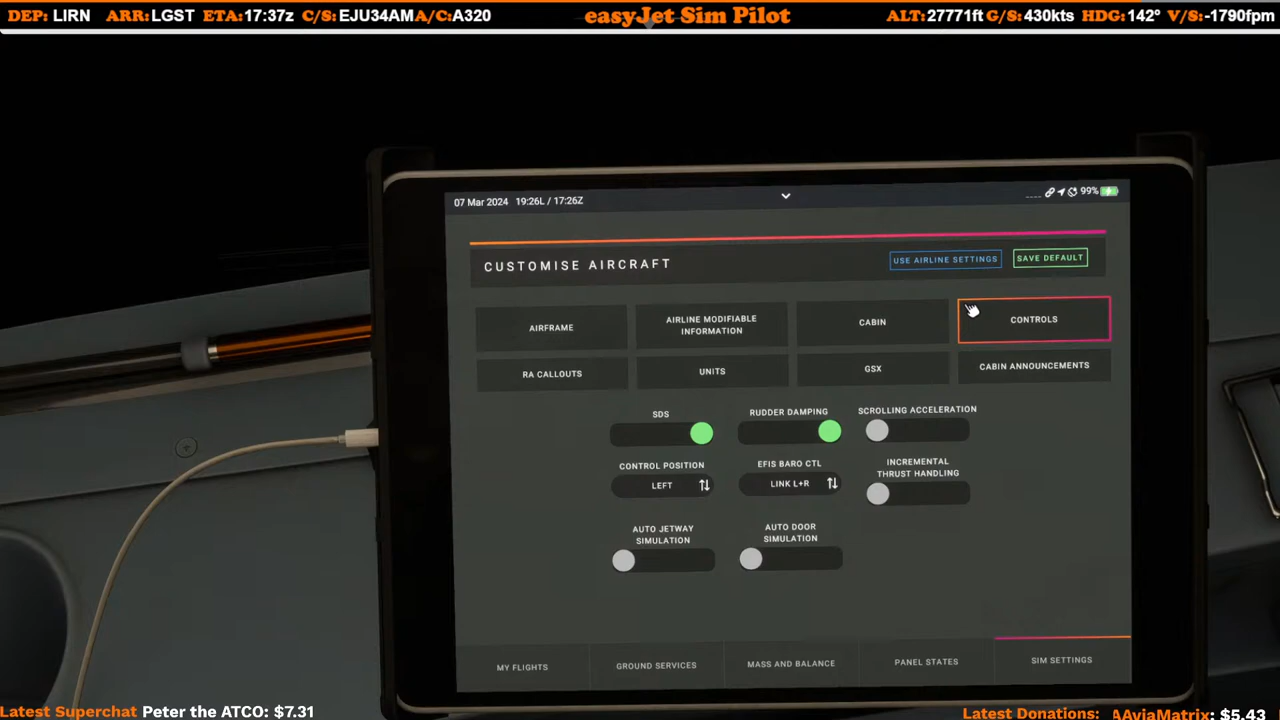 DEP: LIRN ARR: LGST ETA: 17:37z C/S: EJU34AM A/C: A320 easyJet Sim Pilot ALT: 27771ft G/S: 430kts HDG: 142° V/S: -1790fpm
07 Mar 2024 19:26L / 17:26Z 99%
CUSTOMISE AIRCRAFT USE AIRLINE SETTINGS SAVE DEFAULT
AIRFRAME
AIRLINE MODIFIABLE
INFORMATION
CABIN
CONTROLS
RA CALLOUTS UNITS GSX CABIN ANNOUNCEMENTS
SDS RUDDER DAMPING SCROLLING ACCELERATION
CONTROL POSITION EFIS BARO CTL
INCREMENTAL
THRUST HANDLING
LEFT LINK L+R
AUTO JETWAY
SIMULATION
AUTO DOOR
SIMULATION
MY FLIGHTS GROUND SERVICES MASS AND BALANCE PANEL STATES SIM SETTINGS
Latest Superchat Peter the ATCO: $7.31 Latest Donations: AAviaMatrix: $5.43